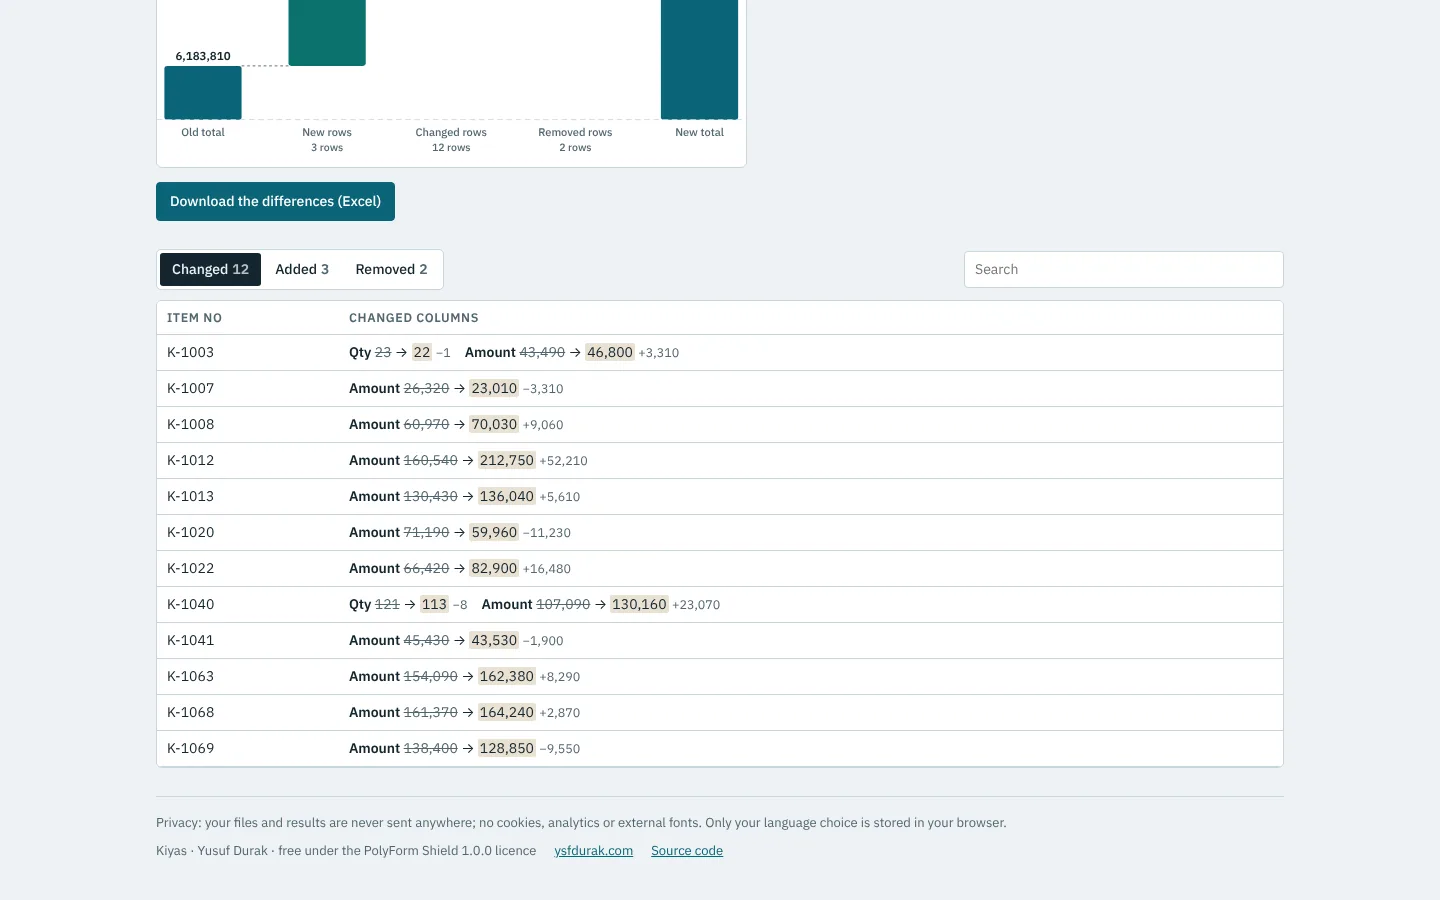 6,183,810
Old total
New rows
3 rows
Changed rows
12 rows
Removed rows
2 rows
New total
Download the differences (Excel)
Changed 12 Added 3 Removed 2
Search
ITEM NO CHANGED COLUMNS
K-1003 Qty 23 → 22 −1 Amount 43,490 → 46,800 +3,310
K-1007 Amount 26,320 → 23,010 −3,310
K-1008 Amount 60,970 → 70,030 +9,060
K-1012 Amount 160,540 → 212,750 +52,210
K-1013 Amount 130,430 → 136,040 +5,610
K-1020 Amount 71,190 → 59,960 −11,230
K-1022 Amount 66,420 → 82,900 +16,480
K-1040 Qty 121 → 113 −8 Amount 107,090 → 130,160 +23,070
K-1041 Amount 45,430 → 43,530 −1,900
K-1063 Amount 154,090 → 162,380 +8,290
K-1068 Amount 161,370 → 164,240 +2,870
K-1069 Amount 138,400 → 128,850 −9,550
Privacy: your files and results are never sent anywhere; no cookies, analytics or external fonts. Only your language choice is stored in your browser.
Kiyas · Yusuf Durak · free under the PolyForm Shield 1.0.0 licence ysfdurak.com Source code